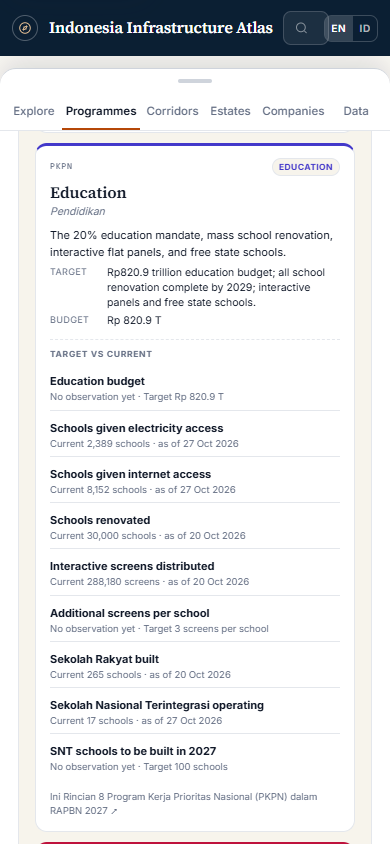 Indonesia Infrastructure Atlas
EN
ID
Explore
Programmes
Corridors
Estates
Companies
Data
PKPN
EDUCATION
Education
Pendidikan
The 20% education mandate, mass school renovation,
interactive flat panels, and free state schools.
TARGET
Rp820.9 trillion education budget; all school
renovation complete by 2029; interactive
panels and free state schools.
BUDGET
Rp 820.9 T
TARGET VS CURRENT
Education budget
No observation yet · Target Rp 820.9 T
Schools given electricity access
Current 2,389 schools · as of 27 Oct 2026
Schools given internet access
Current 8,152 schools · as of 27 Oct 2026
Schools renovated
Current 30,000 schools · as of 20 Oct 2026
Interactive screens distributed
Current 288,180 screens · as of 20 Oct 2026
Additional screens per school
No observation yet · Target 3 screens per school
Sekolah Rakyat built
Current 265 schools · as of 20 Oct 2026
Sekolah Nasional Terintegrasi operating
Current 17 schools · as of 27 Oct 2026
SNT schools to be built in 2027
No observation yet · Target 100 schools
Ini Rincian 8 Program Kerja Prioritas Nasional (PKPN) dalam
RAPBN 2027 ↗